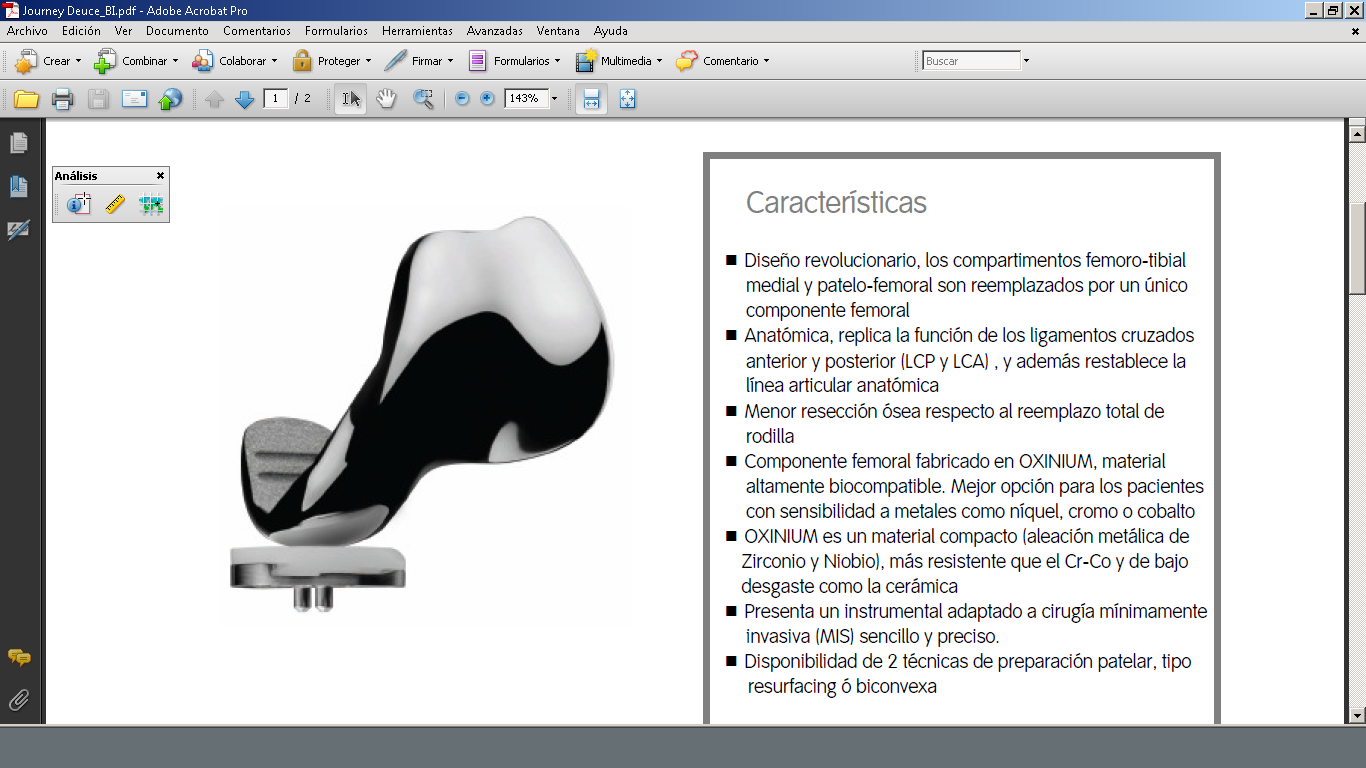 Journey Deuce_BI.pdf - Adobe Acrobat Pro
Archivo Edición Ver Documento Comentarios Formularios Herramientas Avanzadas Ventana Ayuda
Crear Combinar Colaborar Proteger Firmar Formularios Multimedia Comentario Buscar
1 / 2 143%
Análisis
Características
■ Diseño revolucionario, los compartimentos femoro-tibial
medial y patelo-femoral son reemplazados por un único
componente femoral
■ Anatómica, replica la función de los ligamentos cruzados
anterior y posterior (LCP y LCA) , y además restablece la
línea articular anatómica
■ Menor resección ósea respecto al reemplazo total de
rodilla
■ Componente femoral fabricado en OXINIUM, material
altamente biocompatible. Mejor opción para los pacientes
con sensibilidad a metales como níquel, cromo o cobalto
■ OXINIUM es un material compacto (aleación metálica de
Zirconio y Niobio), más resistente que el Cr-Co y de bajo
desgaste como la cerámica
■ Presenta un instrumental adaptado a cirugía mínimamente
invasiva (MIS) sencillo y preciso.
■ Disponibilidad de 2 técnicas de preparación patelar, tipo
resurfacing ó biconvexa